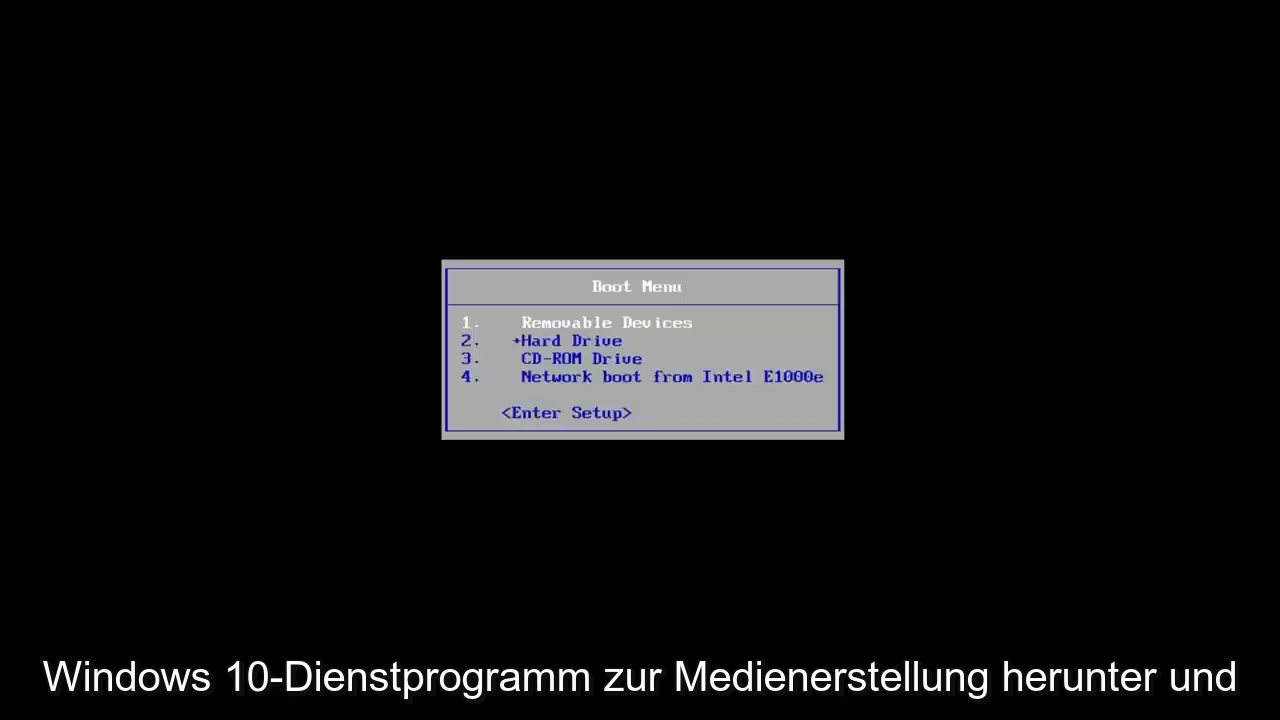 Boot Menu
1. Removable Devices
2. +Hard Drive
3. CD-ROM Drive
4. Network boot from Intel E1000e
<Enter Setup>
Windows 10-Dienstprogramm zur Medienerstellung herunter und